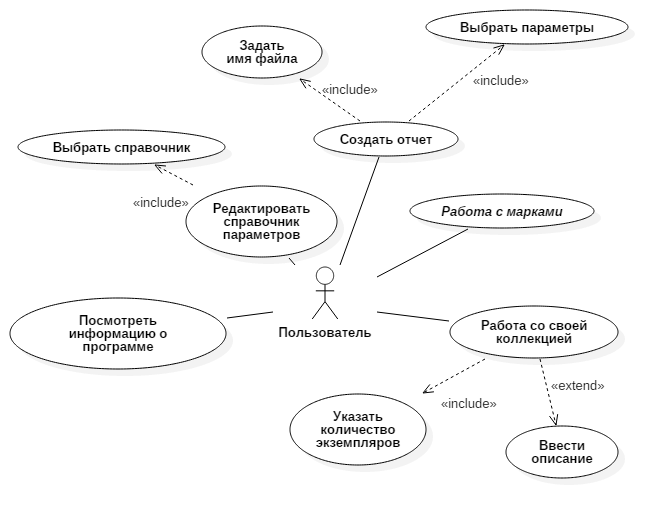 Выбрать параметры
Задать
имя файла
«include»
«include»
Создать отчет
Выбрать справочник
«include»
Редактировать
справочник
параметров
Работа с марками
Посмотреть
информацию о
программе
Пользователь
Работа со своей
коллекцией
«include»
«extend»
Указать
количество
экземпляров
Ввести
описание